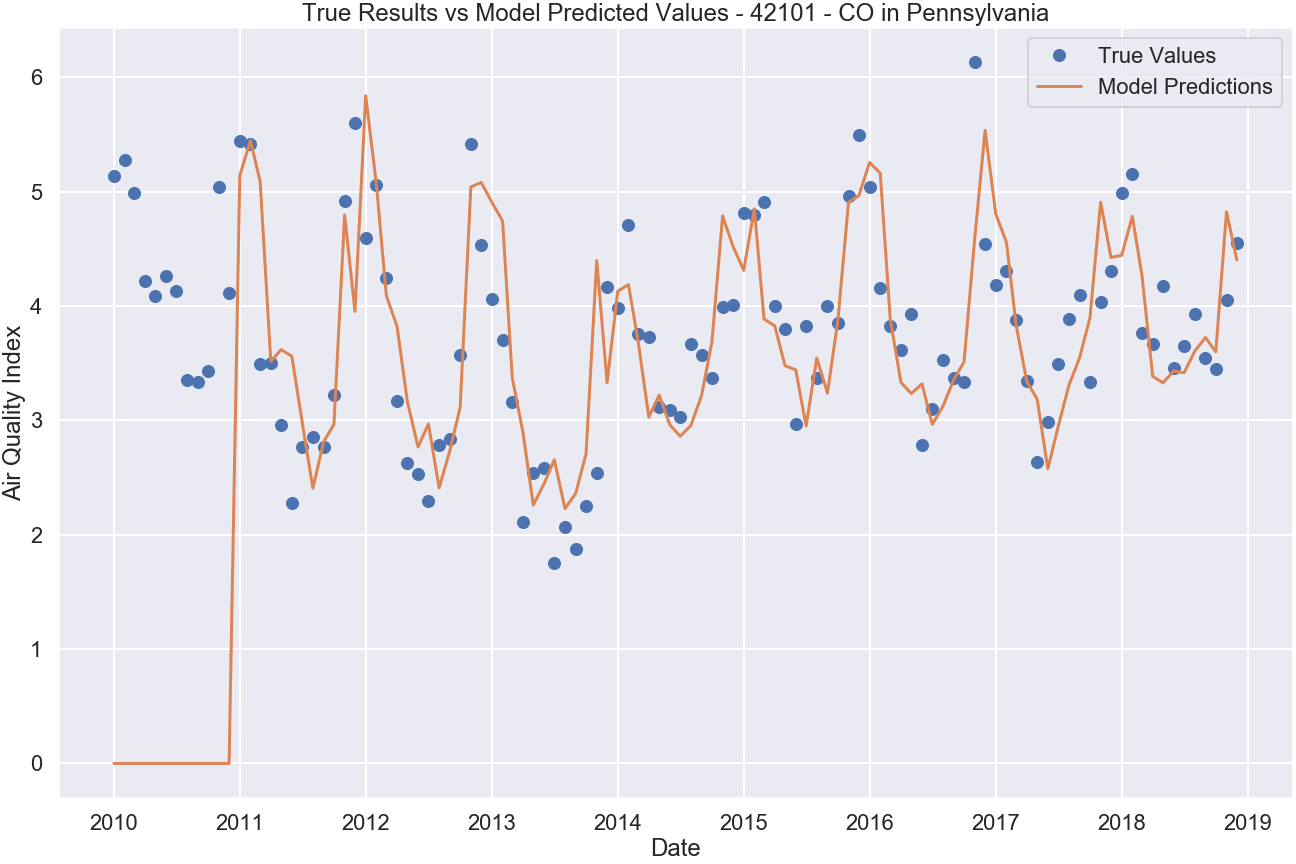 True Results vs Model Predicted Values - 42101 - CO in Pennsylvania
True Values
Model Predictions
Air Quality Index
6
5
4
3
2
1
0
2010 2011 2012 2013 2014 2015 2016 2017 2018 2019
Date